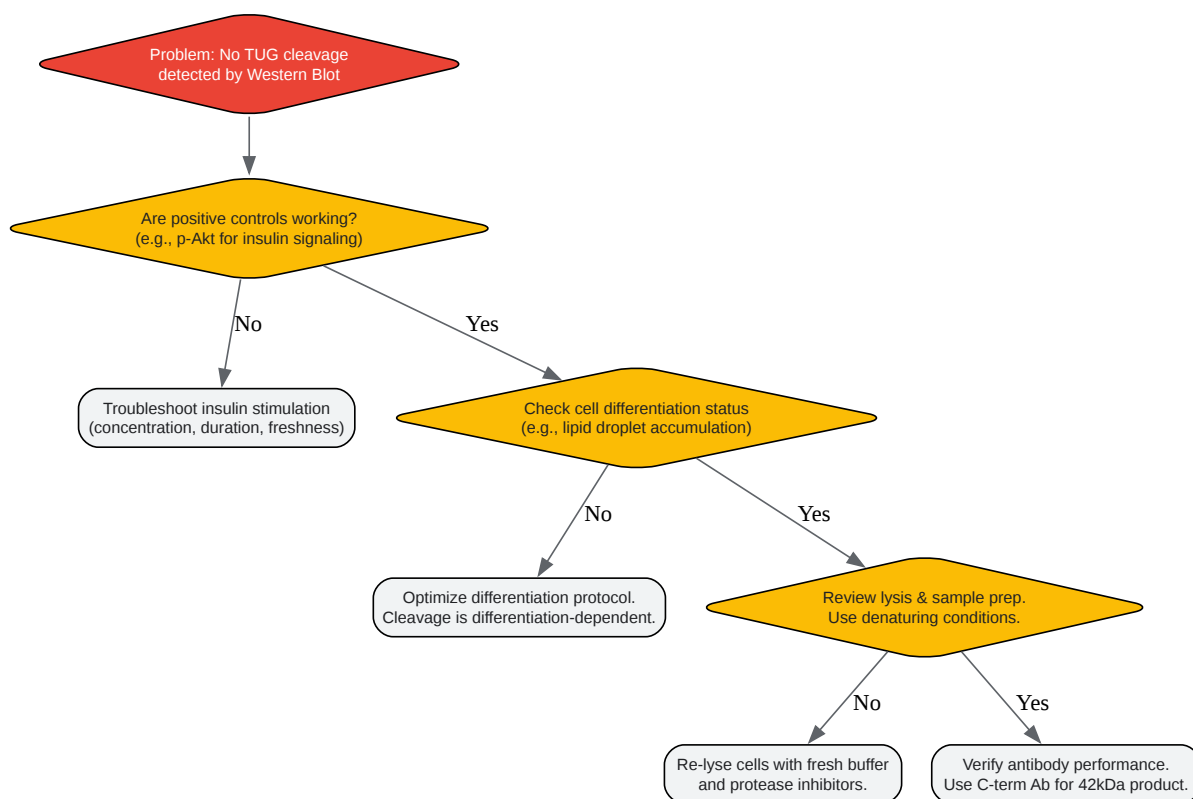 Problem: No TUG cleavage
detected by Western Blot
Are positive controls working?
(e.g., p-Akt for insulin signaling)
No
Yes
Troubleshoot insulin stimulation
(concentration, duration, freshness)
Check cell differentiation status
(e.g., lipid droplet accumulation)
No
Yes
Optimize differentiation protocol.
Cleavage is differentiation-dependent.
Review lysis & sample prep.
Use denaturing conditions.
No
Yes
Re-lyse cells with fresh buffer
and protease inhibitors.
Verify antibody performance.
Use C-term Ab for 42kDa product.